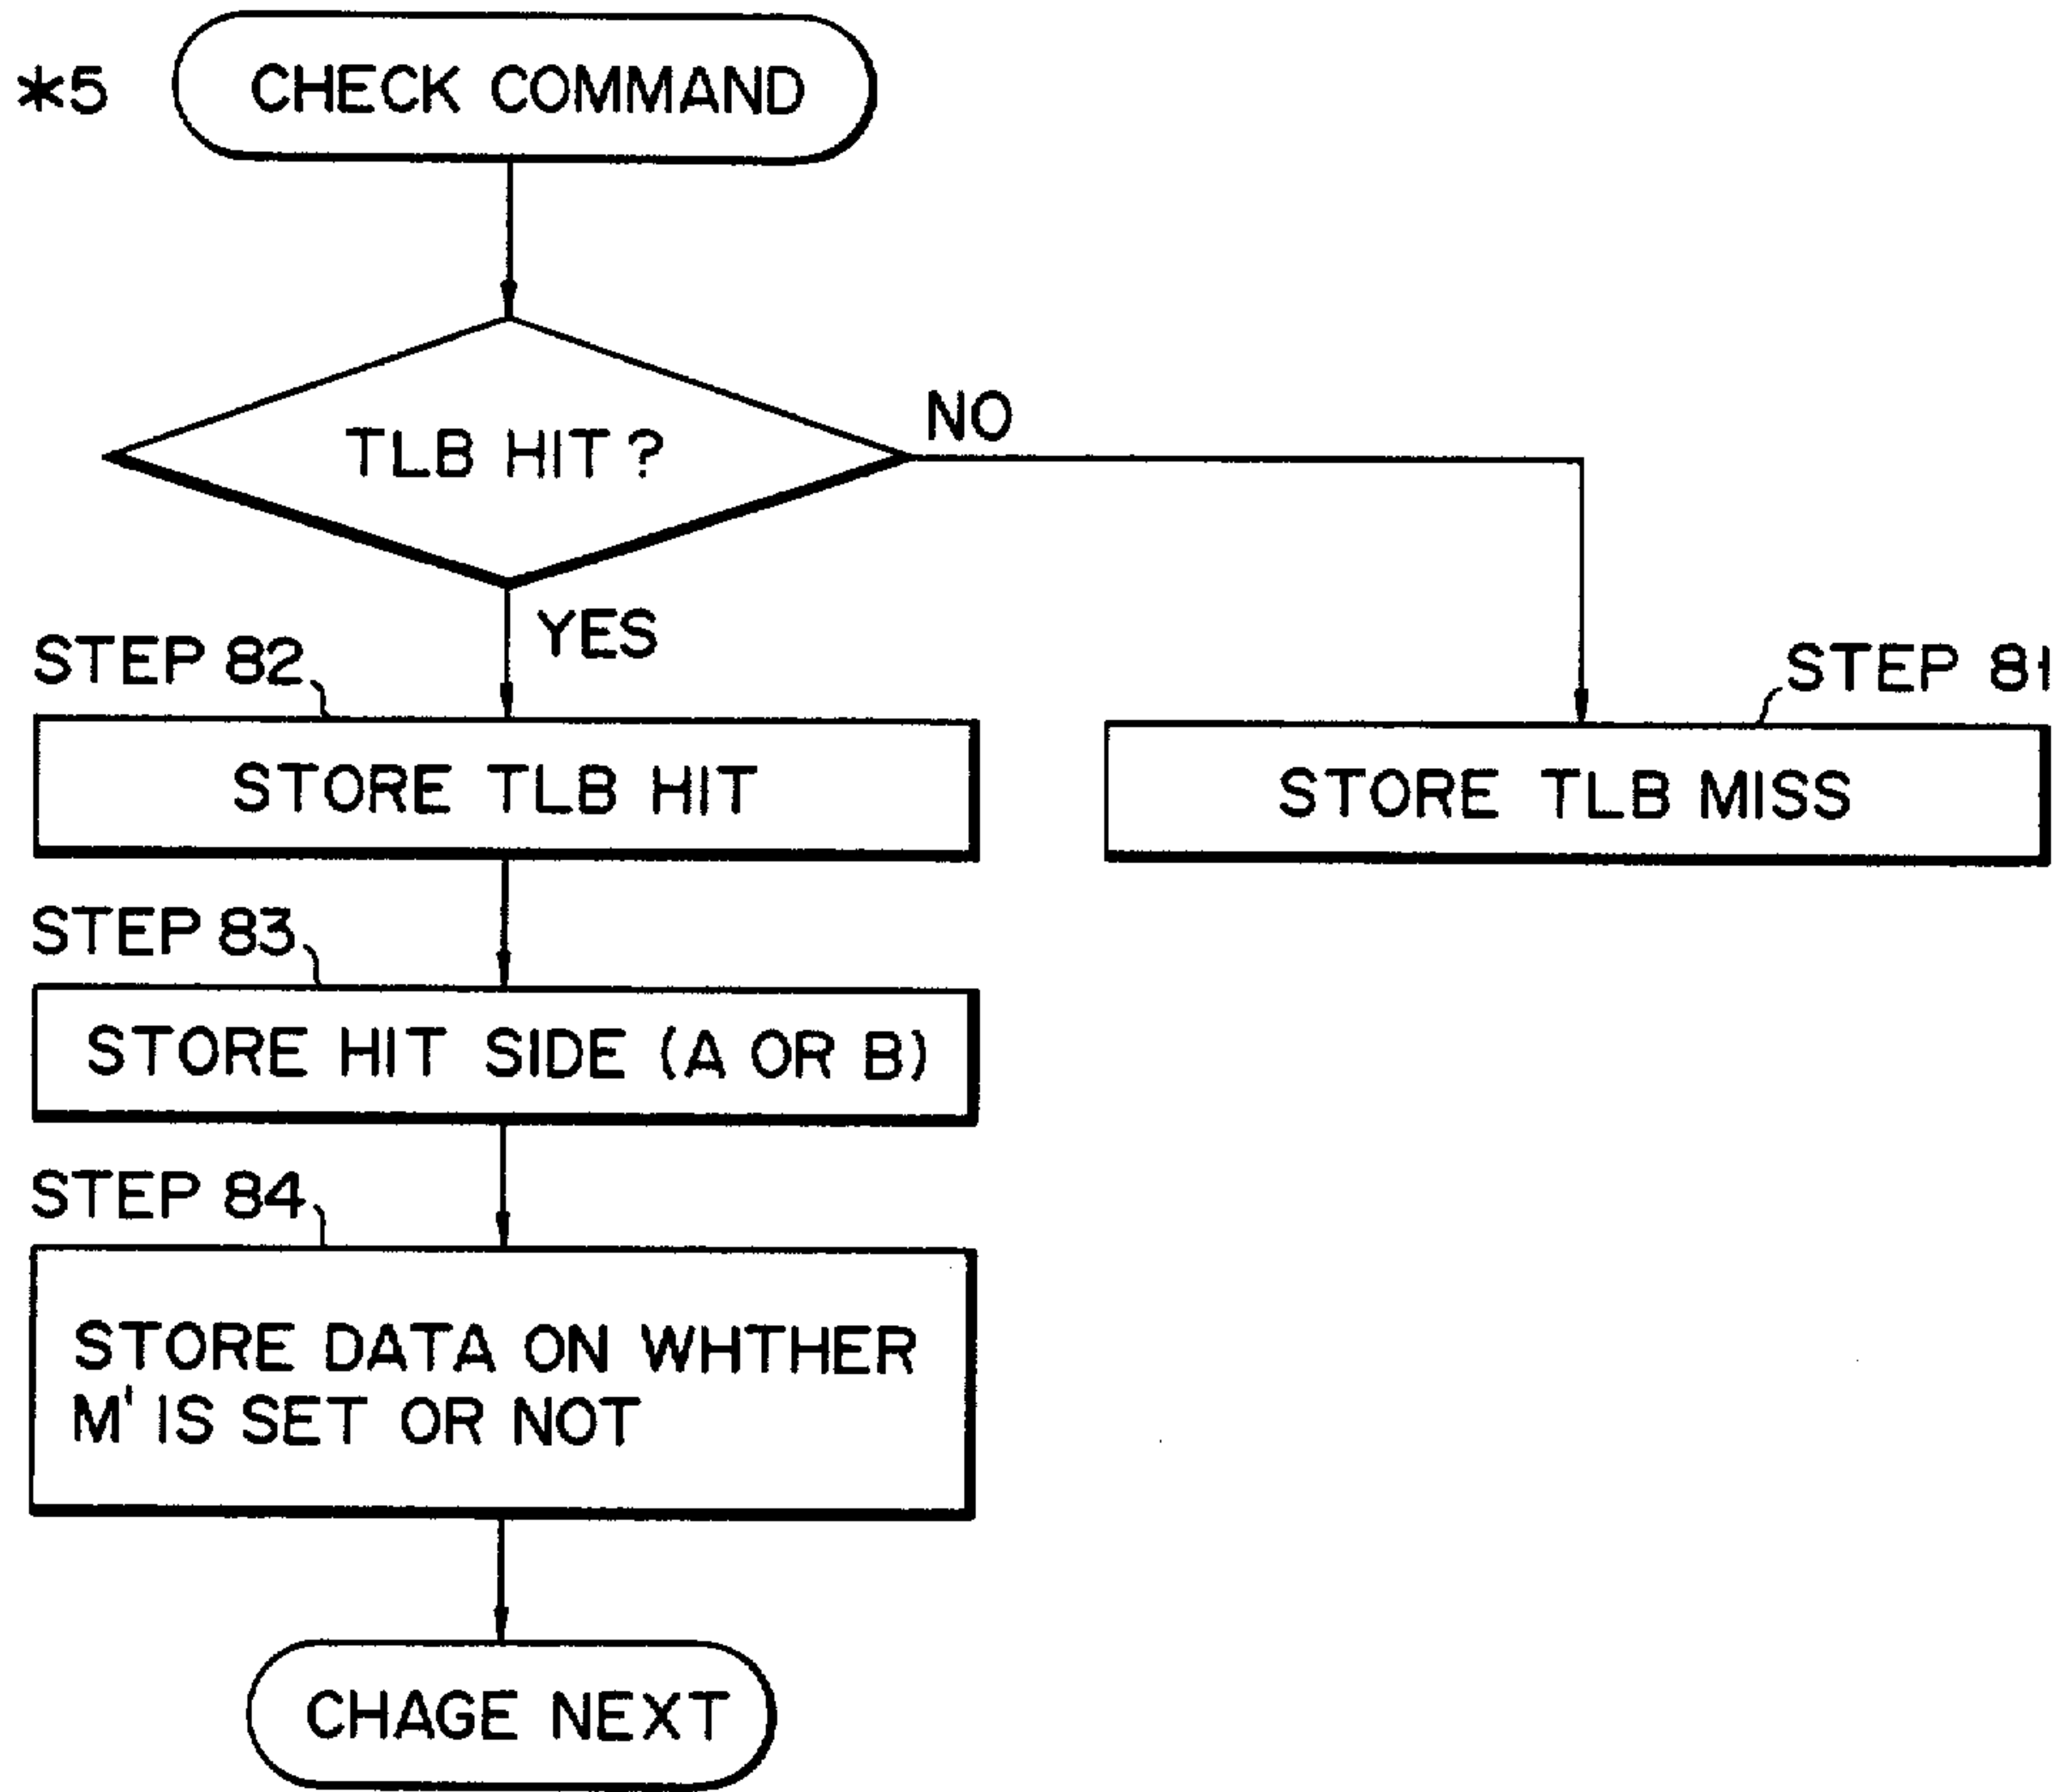 *5
CHECK COMMAND
TLB HIT?
NO
YES
STEP 82
STORE TLB HIT
STEP 81
STORE TLB MISS
STEP 83
STORE HIT SIDE (A OR B)
STEP 84
STORE DATA ON WHTHER
M' IS SET OR NOT
CHAGE NEXT